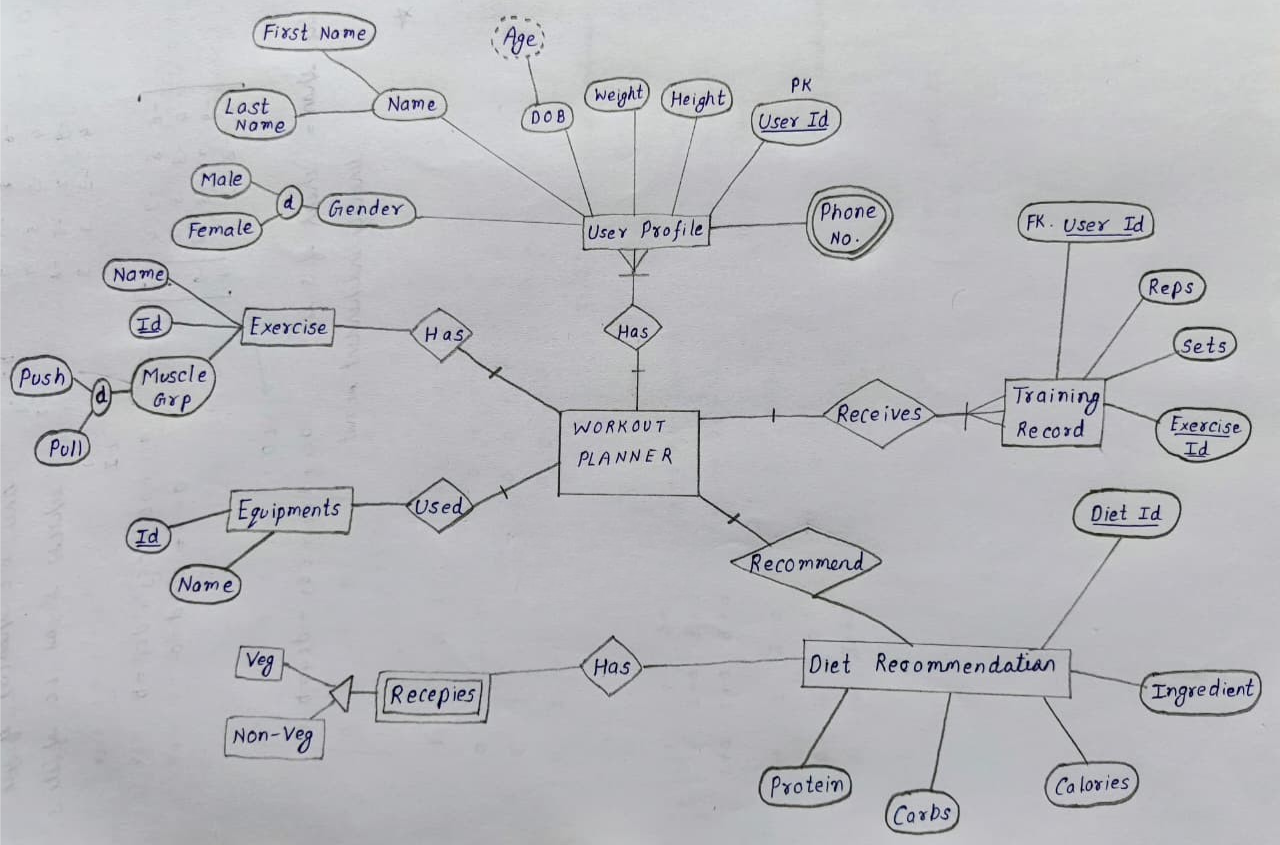 First Name
Age
Last
Name
Name
DOB
Weight
Height
PK
User Id
Male
d
Female
Gender
User Profile
Phone
No.
FK. User Id
Name
Id
Exercise
Has
Has
Reps
Sets
Push
d
Muscle
Grp
Pull
WORKOUT
PLANNER
Receives
Training
Record
Exercise
Id
Equipments
Used
Id
Name
Recommend
Diet Id
Veg
Non-Veg
Recepies
Has
Diet Recommendation
Ingredient
Protein
Carbs
Calories